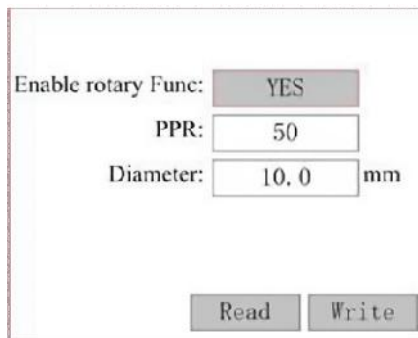 Enable rotary Func: YES
PPR: 50
Diameter: 10.0 mm
Read Write